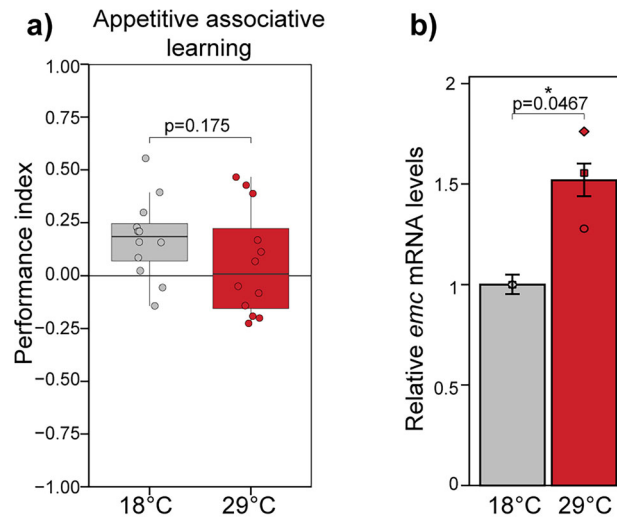 a)
Appetitive associative
learning
Performance index
1.00
0.75
0.50
0.25
0.00
−0.25
−0.50
−0.75
−1.00
p=0.175
18°C
29°C
b)
Relative emc mRNA levels
2
1.5
1
0.5
0
*
p=0.0467
18°C
29°C